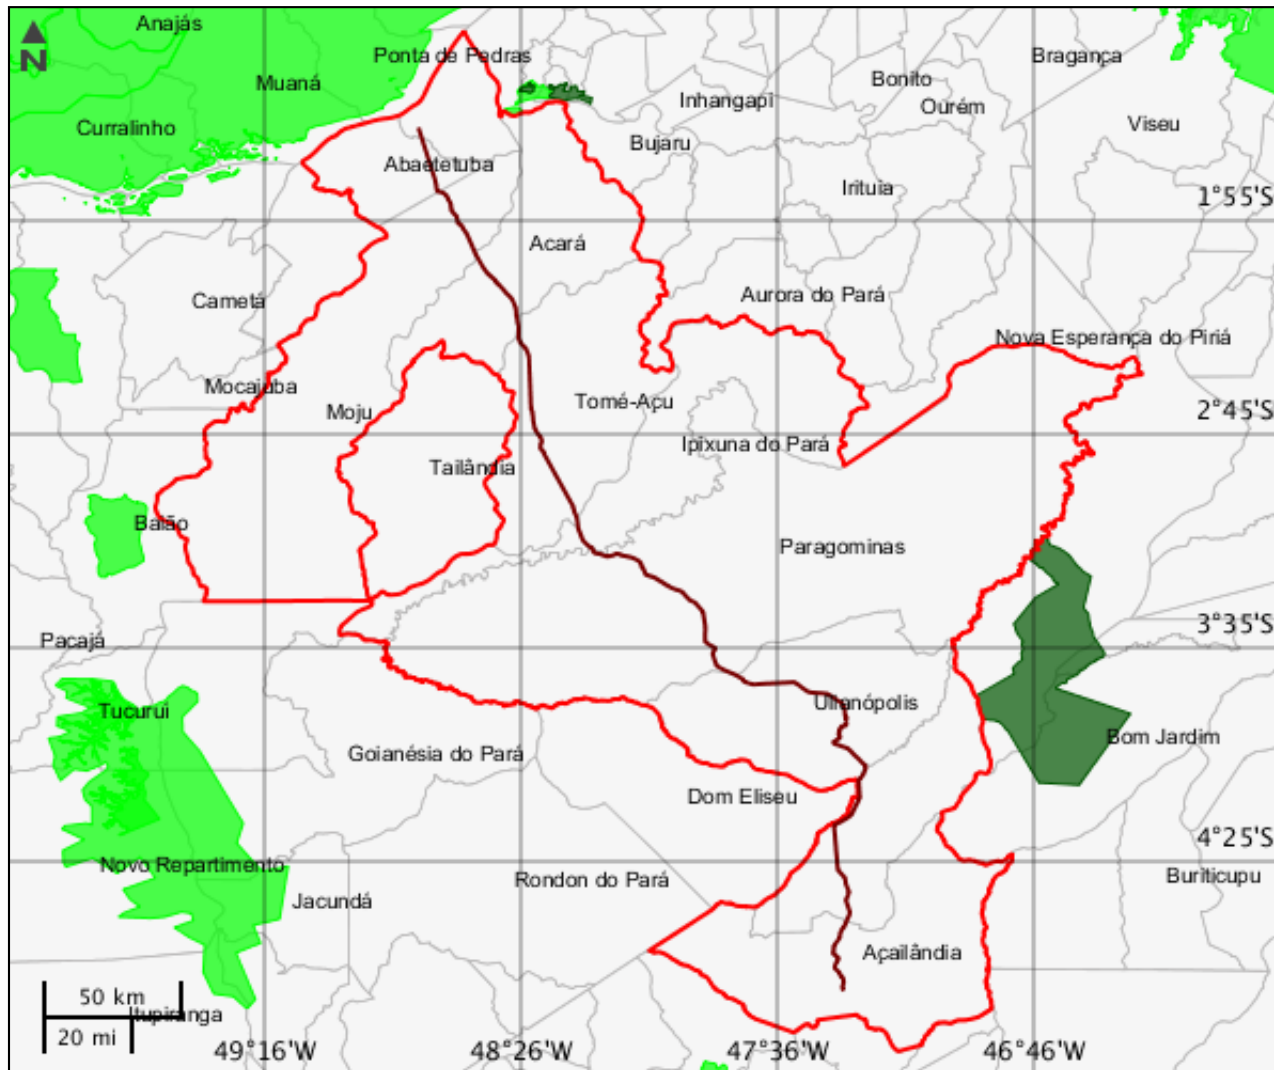 Anajás
N
Ponta de Pedras
Bragança
Muaná
Bonito
Inhangapi
Ourém
Curralinho
Viseu
Bujaru
Abaetetuba
Irituia
1°55'S
Acará
Cametá
Aurora do Pará
Nova Esperança do Piriá
Mocajuba
Moju
Tomé-Açu
2°45'S
Ipixuna do Pará
Tailândia
Baião
Paragominas
3°35'S
Pacajá
Tucuruí
Ulianópolis
Bom Jardim
Goianésia do Pará
Dom Eliseu
4°25'S
Novo Repartimento
Rondon do Pará
Buriticupu
Jacundá
Açailândia
50 km
Itupiranga
20 mi
49°16'W
48°26'W
47°36'W
46°46'W